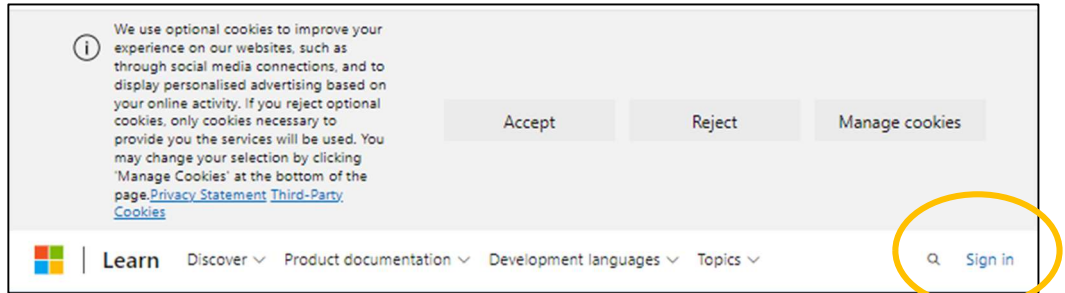 We use optional cookies to improve your
experience on our websites, such as
through social media connections, and to
display personalised advertising based on
your online activity. If you reject optional
cookies, only cookies necessary to
provide you the services will be used. You
may change your selection by clicking
'Manage Cookies' at the bottom of the
page.Privacy Statement Third-Party
Cookies
Accept Reject Manage cookies
Learn Discover Product documentation Development languages Topics Sign in